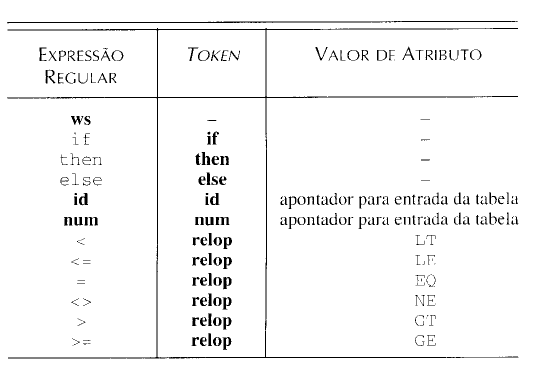 EXPRESSÃO REGULAR TOKEN VALOR DE ATRIBUTO
ws – –
if if –
then then –
else else –
id id apontador para entrada da tabela
num num apontador para entrada da tabela
< relop LT
<= relop LE
= relop EQ
<> relop NE
> relop GT
>= relop GE